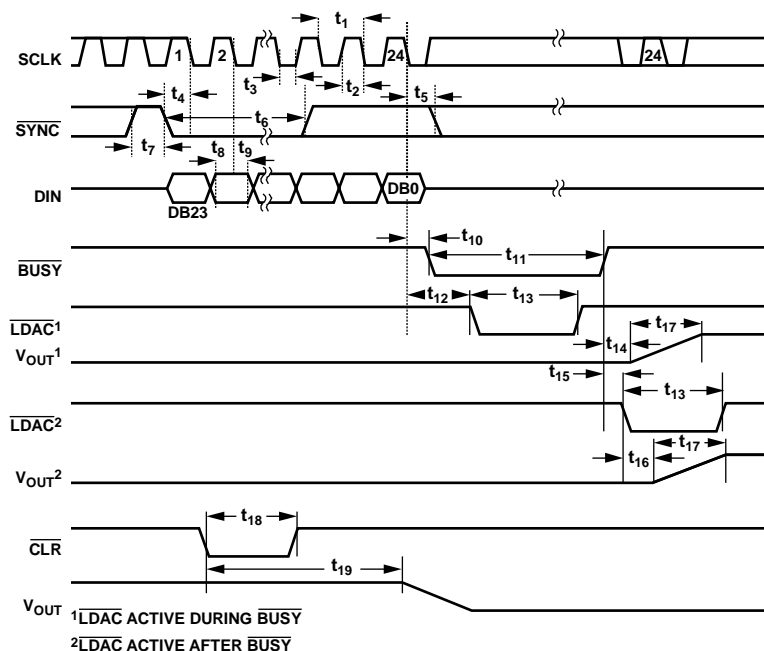 t1
SCLK 1 2 24 24
t3 t2
t4 t5
t6
SYNC
t7 t8 t9
DIN
DB23 DB0
t10
t11
BUSY
t12 t13
LDAC1 t17
t14
VOUT1
t15
t13
LDAC2
t17
t16
VOUT2
t18
CLR
t19
VOUT
1LDAC ACTIVE DURING BUSY
2LDAC ACTIVE AFTER BUSY